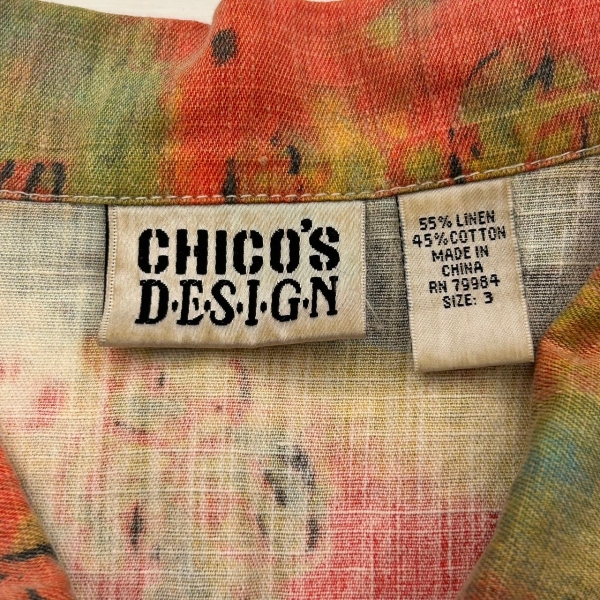 CHICO'S
D·E·S·I·G·N
55% LINEN
45% COTTON
MADE IN
CHINA
RN 79984
SIZE: 3